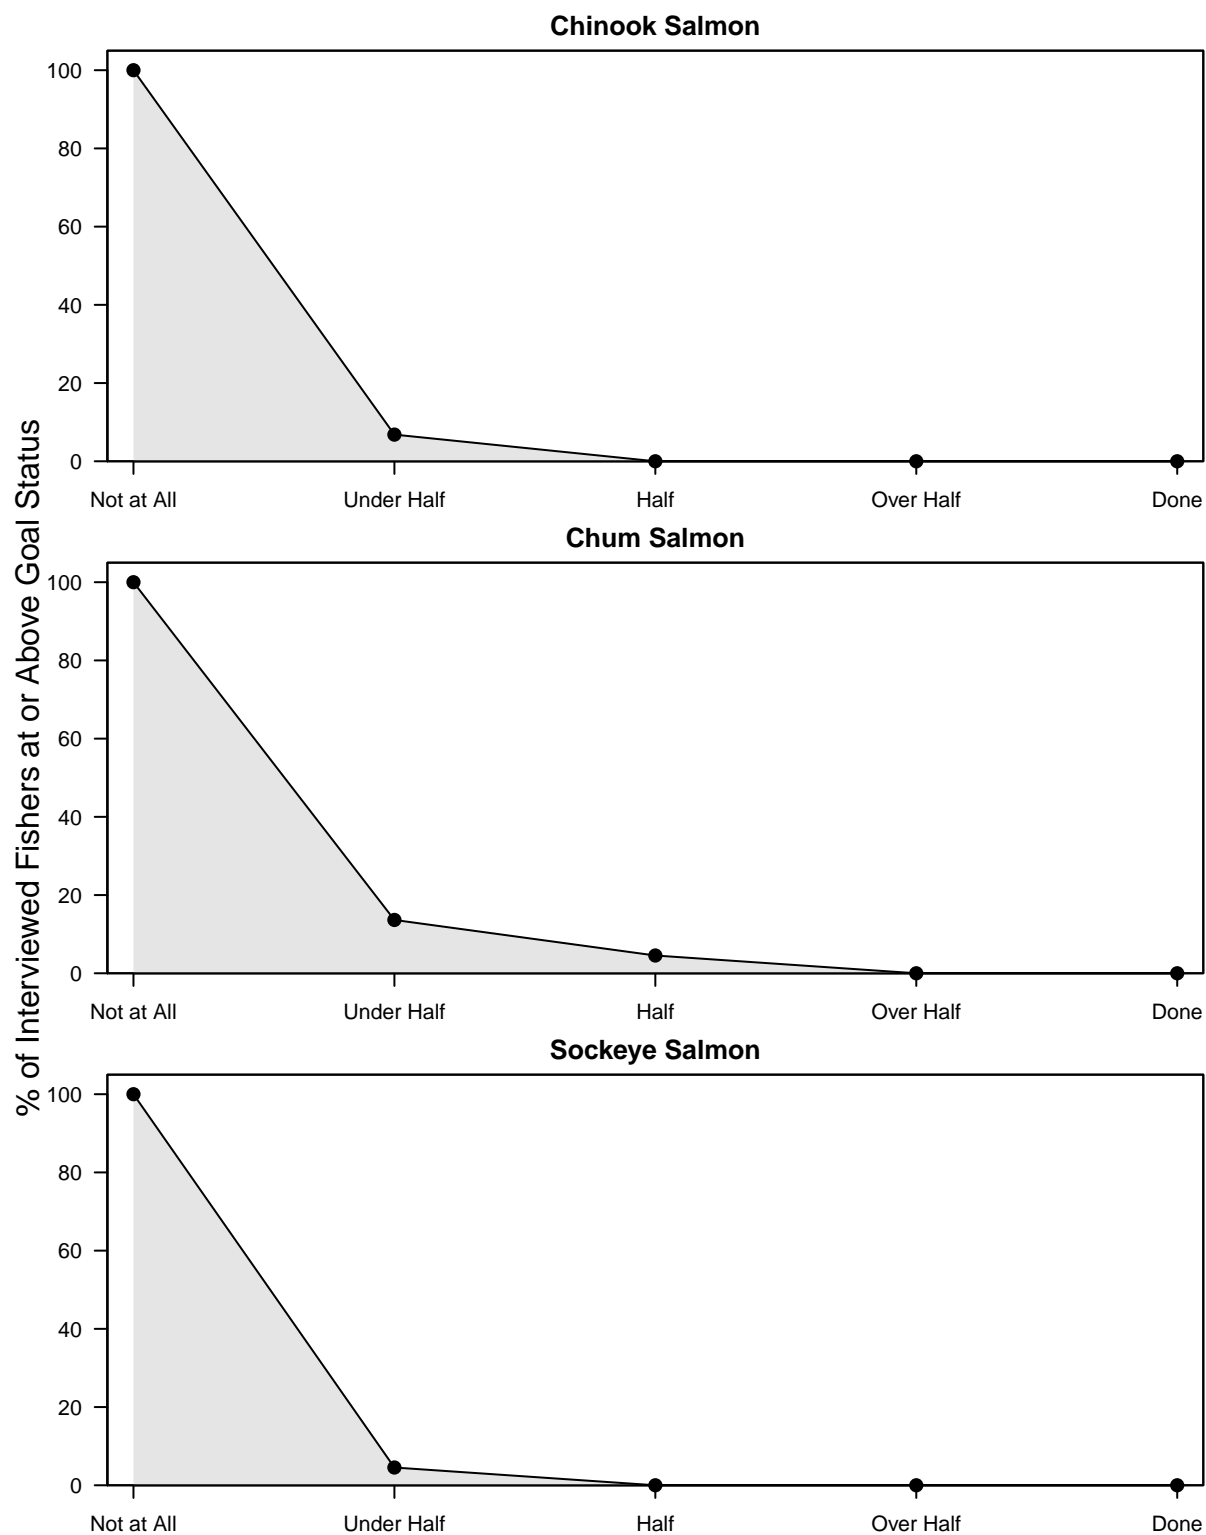 % of Interviewed Fishers at or Above Goal Status
Chinook Salmon
100
80
60
40
20
0
Not at All Under Half Half Over Half Done
Chum Salmon
100
80
60
40
20
0
Not at All Under Half Half Over Half Done
Sockeye Salmon
100
80
60
40
20
0
Not at All Under Half Half Over Half Done